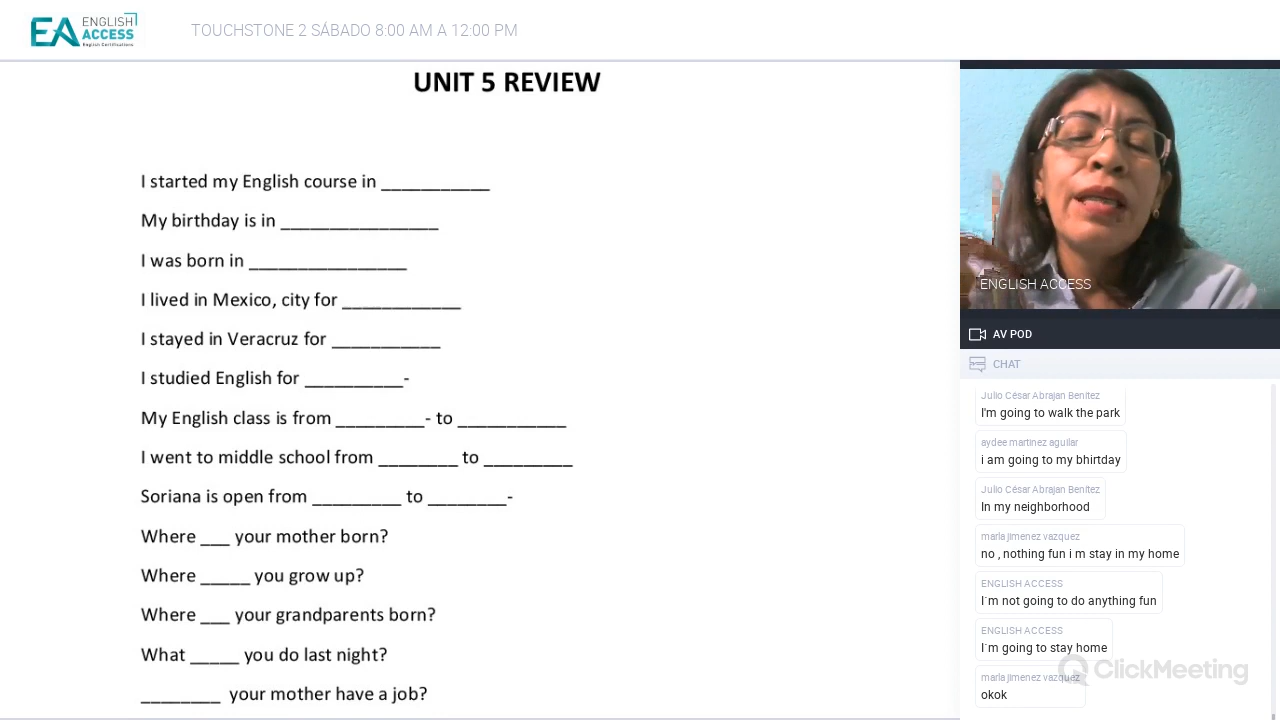 EA ENGLISH
ACCESS
English Certifications
TOUCHSTONE 2 SÁBADO 8:00 AM A 12:00 PM
UNIT 5 REVIEW
I started my English course in ___________
My birthday is in ________________
I was born in ________________
I lived in Mexico, city for ____________
I stayed in Veracruz for ___________
I studied English for __________-
My English class is from _________- to ___________
I went to middle school from ________ to _________
Soriana is open from _________ to ________-
Where ___ your mother born?
Where _____ you grow up?
Where ___ your grandparents born?
What _____ you do last night?
________ your mother have a job?
ENGLISH ACCESS
AV POD
CHAT
Julio César Abrajan Benítez
I'm going to walk the park
aydee martinez aguilar
i am going to my bhirtday
Julio César Abrajan Benítez
In my neighborhood
maria jimenez vazquez
no , nothing fun i m stay in my home
ENGLISH ACCESS
I´m not going to do anything fun
ENGLISH ACCESS
I´m going to stay home
maria jimenez vazquez
okok
ClickMeeting